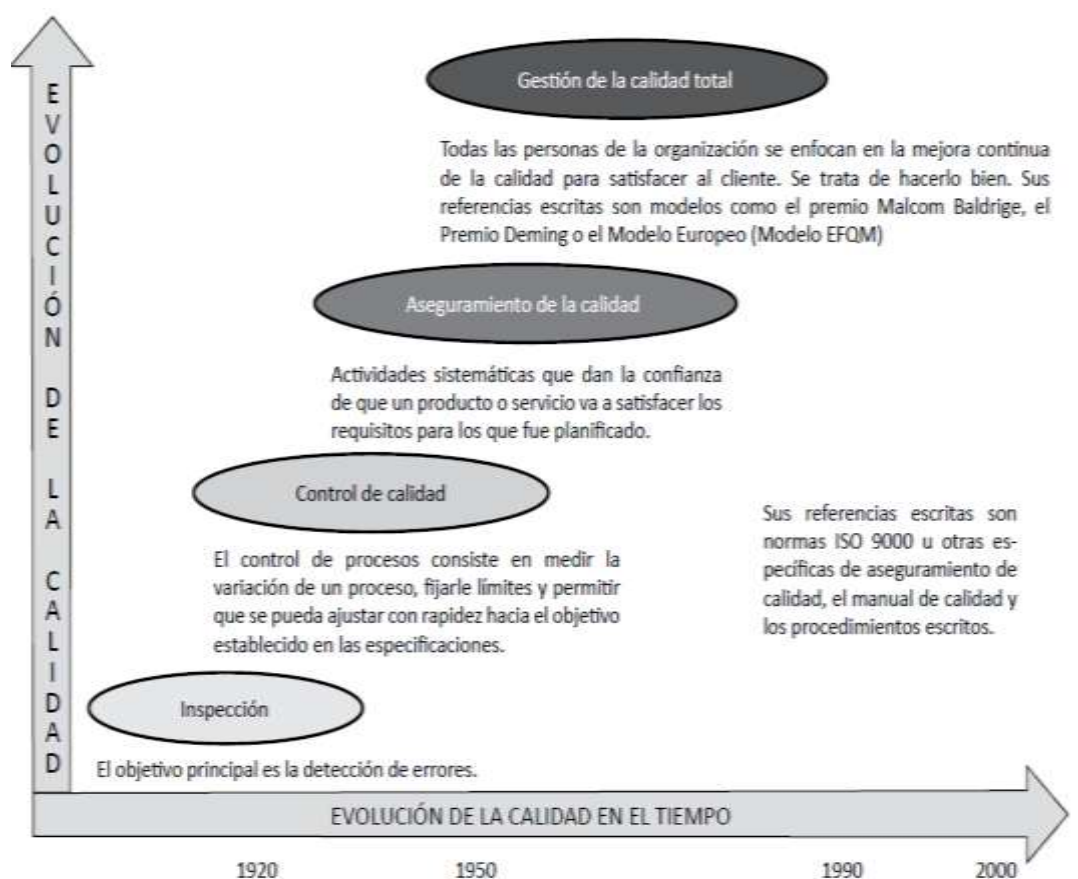 Gestión de la calidad total
Todas las personas de la organización se enfocan en la mejora continua
de la calidad para satisfacer al cliente. Se trata de hacerlo bien. Sus
referencias escritas son modelos como el premio Malcom Baldrige, el
Premio Deming o el Modelo Europeo (Modelo EFQM)
Aseguramiento de la calidad
Actividades sistemáticas que dan la confianza
de que un producto o servicio va a satisfacer los
requisitos para los que fue planificado.
Control de calidad
El control de procesos consiste en medir la
variación de un proceso, fijarle límites y permitir
que se pueda ajustar con rapidez hacia el objetivo
establecido en las especificaciones.
Sus referencias escritas son
normas ISO 9000 u otras es-
pecíficas de aseguramiento de
calidad, el manual de calidad y
los procedimientos escritos.
Inspección
El objetivo principal es la detección de errores.
EVOLUCIÓN DE LA CALIDAD
EVOLUCIÓN DE LA CALIDAD EN EL TIEMPO
1920 1950 1990 2000